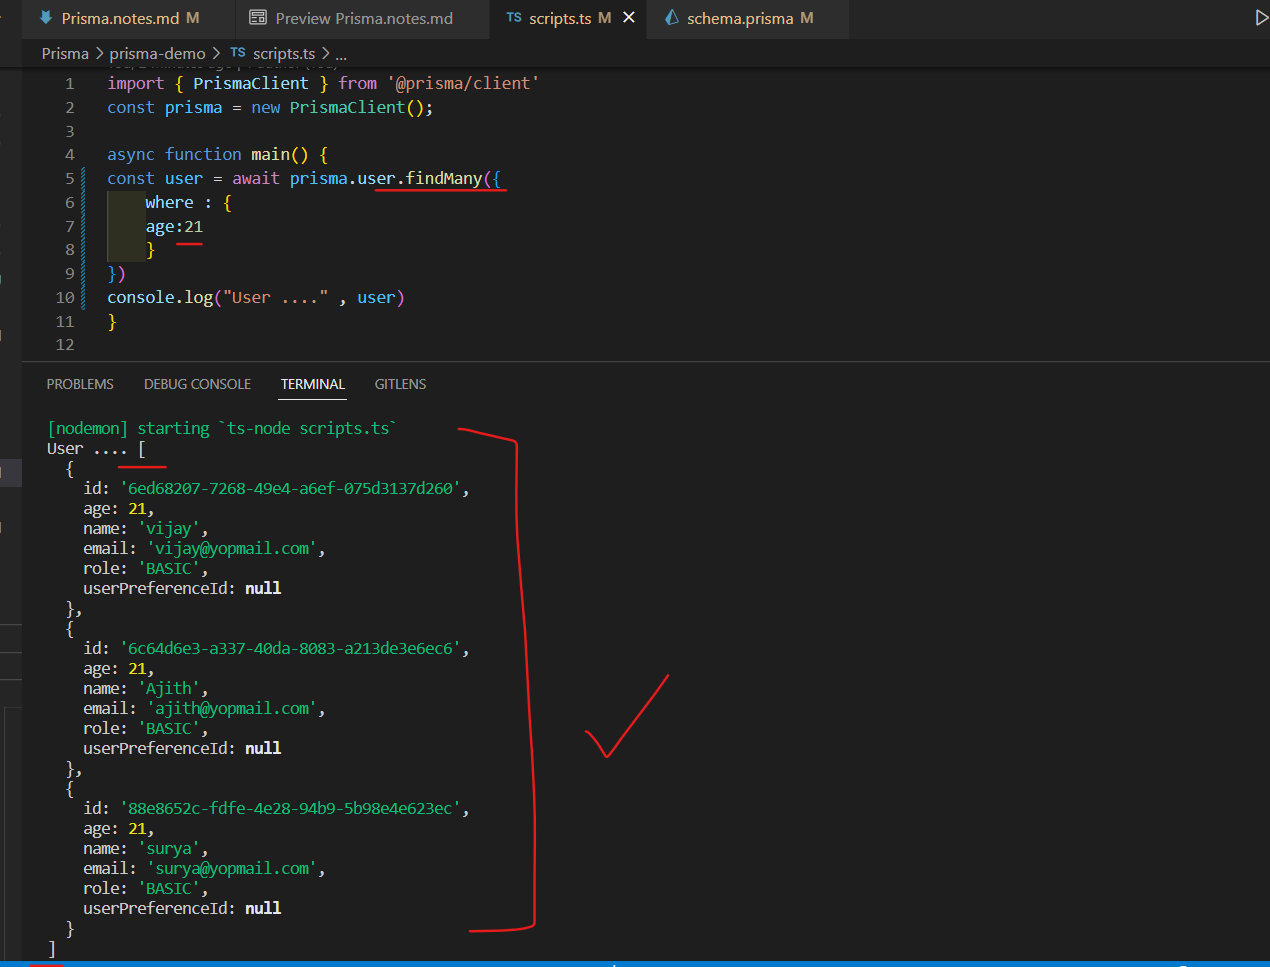 Prisma.notes.md M Preview Prisma.notes.md TS scripts.ts M schema.prisma M
Prisma > prisma-demo > TS scripts.ts > ...
1 import { PrismaClient } from '@prisma/client'
2 const prisma = new PrismaClient();
3
4 async function main() {
5 const user = await prisma.user.findMany({
6 where : {
7 age:21
8 }
9 })
10 console.log("User ...." , user)
11 }
12
PROBLEMS DEBUG CONSOLE TERMINAL GITLENS
[nodemon] starting `ts-node scripts.ts`
User .... [
{
id: '6ed68207-7268-49e4-a6ef-075d3137d260',
age: 21,
name: 'vijay',
email: 'vijay@yopmail.com',
role: 'BASIC',
userPreferenceId: null
},
{
id: '6c64d6e3-a337-40da-8083-a213de3e6ec6',
age: 21,
name: 'Ajith',
email: 'ajith@yopmail.com',
role: 'BASIC',
userPreferenceId: null
},
{
id: '88e8652c-fdfe-4e28-94b9-5b98e4e623ec',
age: 21,
name: 'surya',
email: 'surya@yopmail.com',
role: 'BASIC',
userPreferenceId: null
}
]